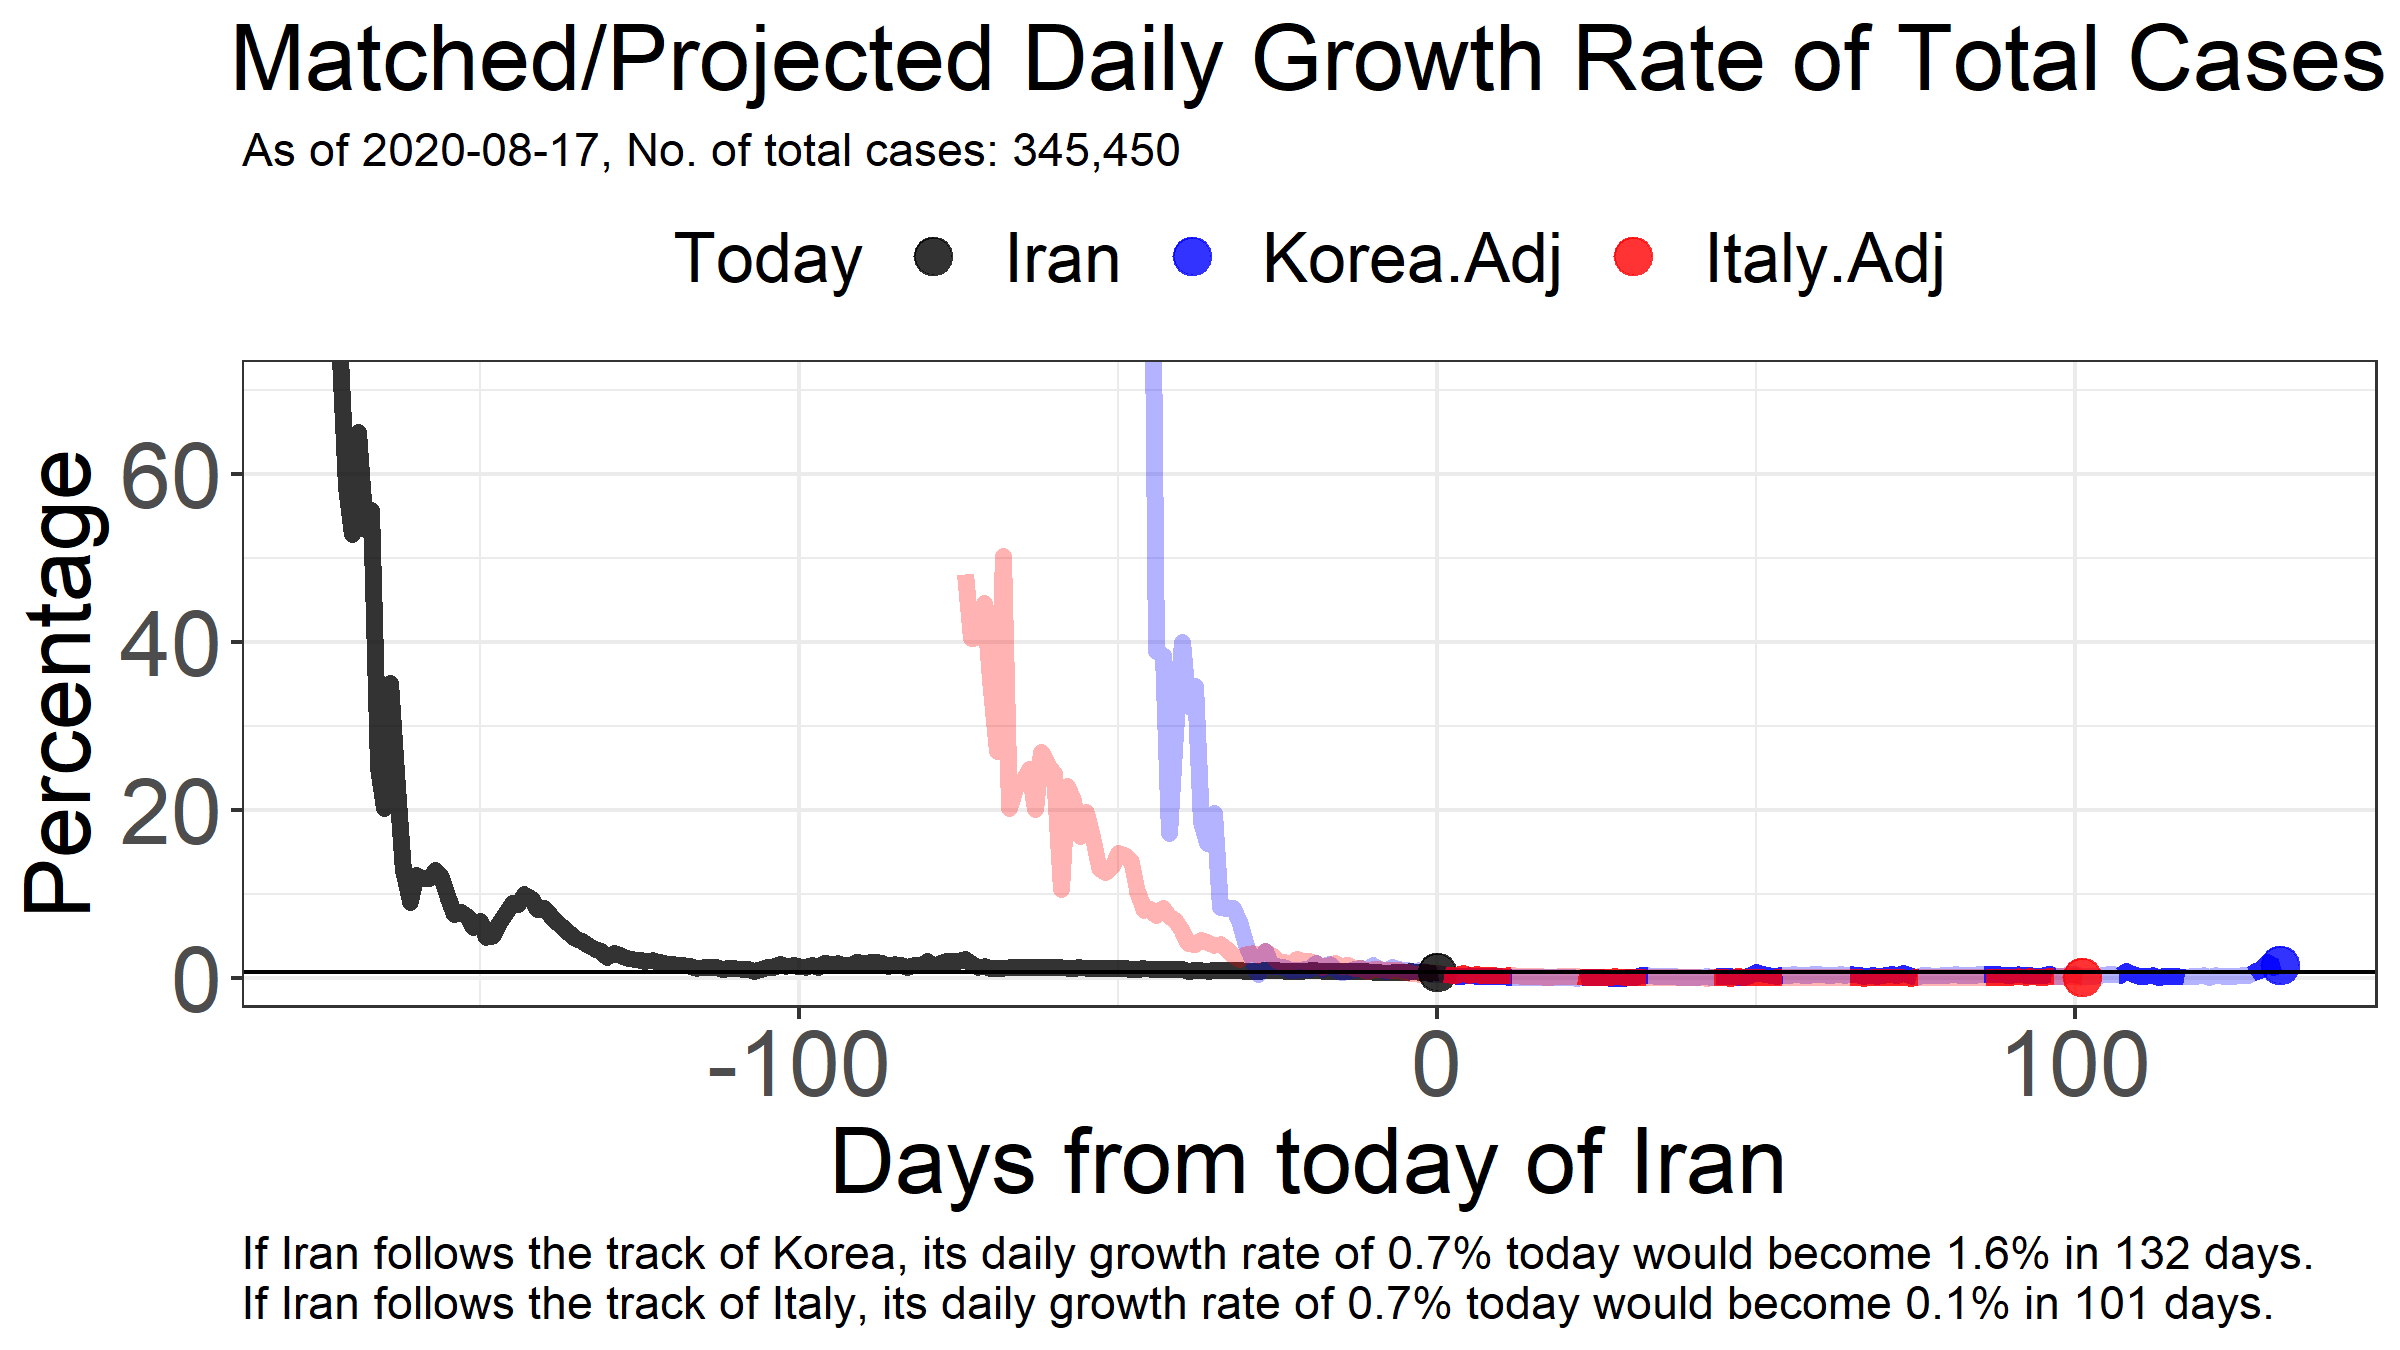 Matched/Projected Daily Growth Rate of Total Cases
As of 2020-08-17, No. of total cases: 345,450
Today Iran Korea.Adj Italy.Adj
Percentage
60
40
20
0
-100 0 100
Days from today of Iran
If Iran follows the track of Korea, its daily growth rate of 0.7% today would become 1.6% in 132 days.
If Iran follows the track of Italy, its daily growth rate of 0.7% today would become 0.1% in 101 days.